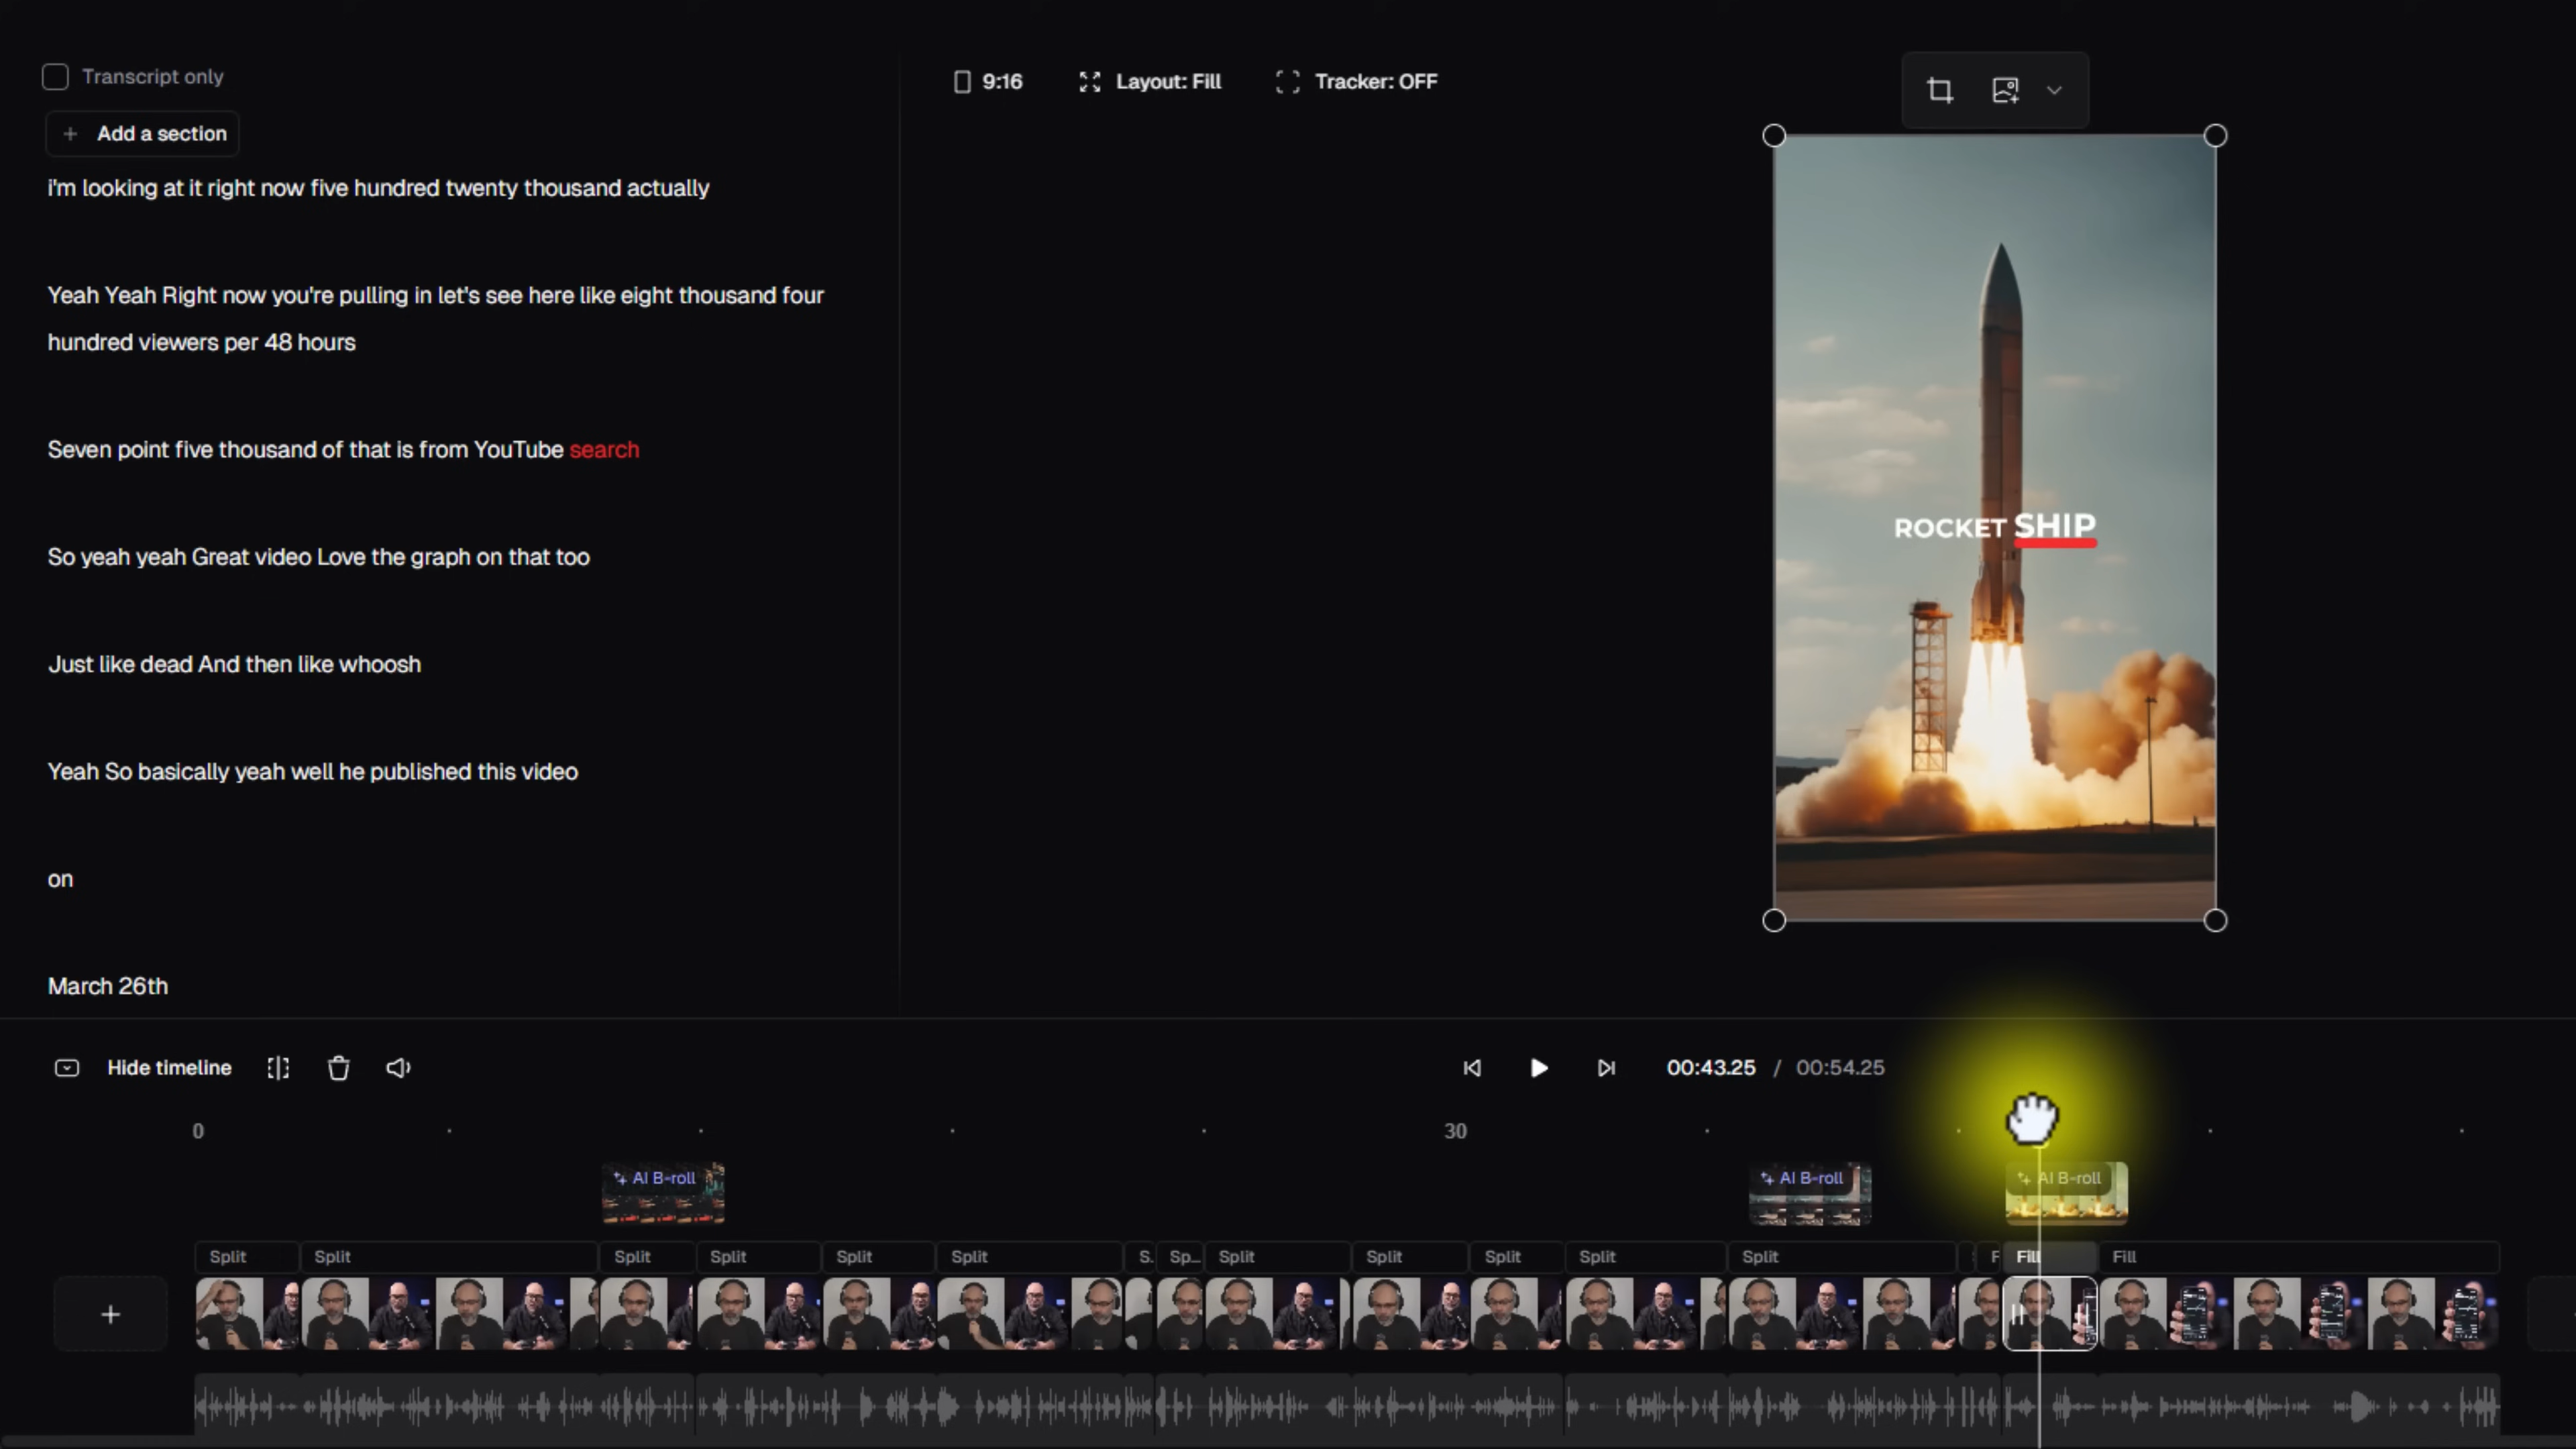 Transcript only
Add a section
i'm looking at it right now five hundred twenty thousand actually
Yeah Yeah Right now you're pulling in let's see here like eight thousand four
hundred viewers per 48 hours
Seven point five thousand of that is from YouTube search
So yeah yeah Great video Love the graph on that too
Just like dead And then like whoosh
Yeah So basically yeah well he published this video
on
March 26th
9:16 Layout: Fill Tracker: OFF
ROCKET SHIP
Hide timeline 00:43.25 / 00:54.25
0 30
AI B-roll AI B-roll AI B-roll
Split Split Split Split Split Split S. Sp... Split Split Split Split Split F Fill Fill